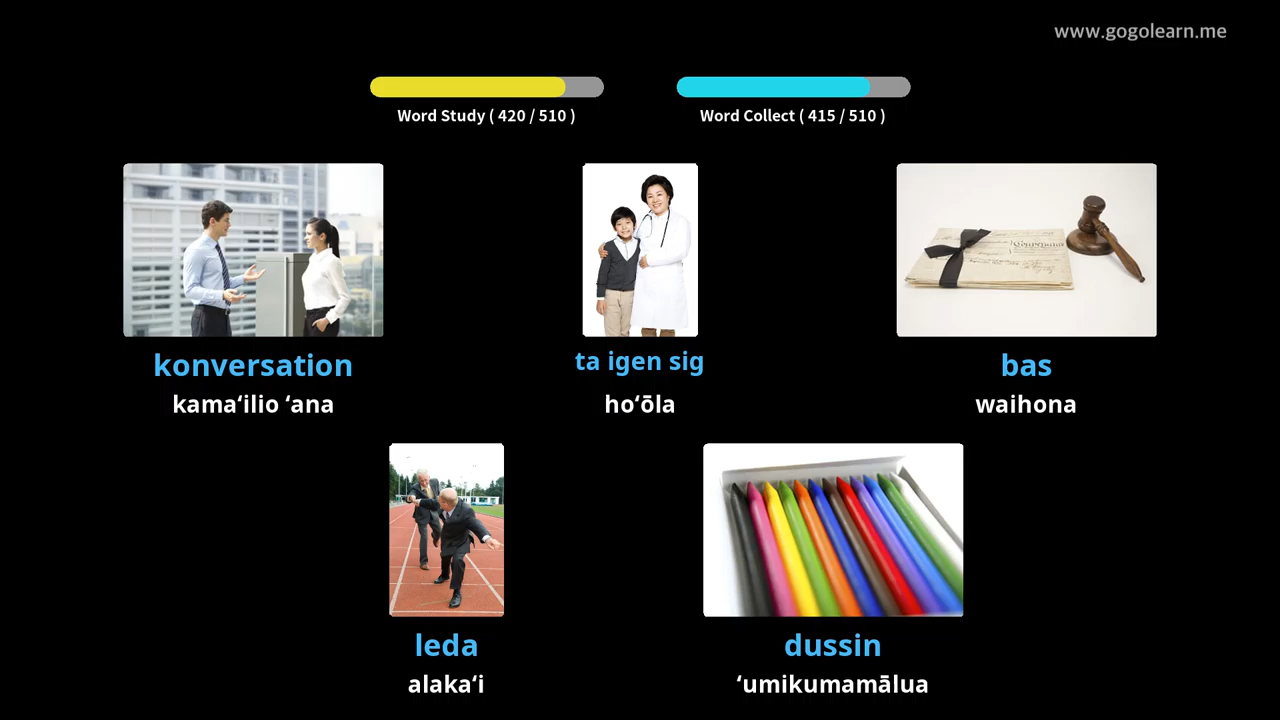 www.gogolearn.me
Word Study ( 420 / 510 )
Word Collect ( 415 / 510 )
konversation
kamaʻilio ʻana
ta igen sig
hoʻōla
bas
waihona
leda
alakaʻi
dussin
ʻumikumamālua